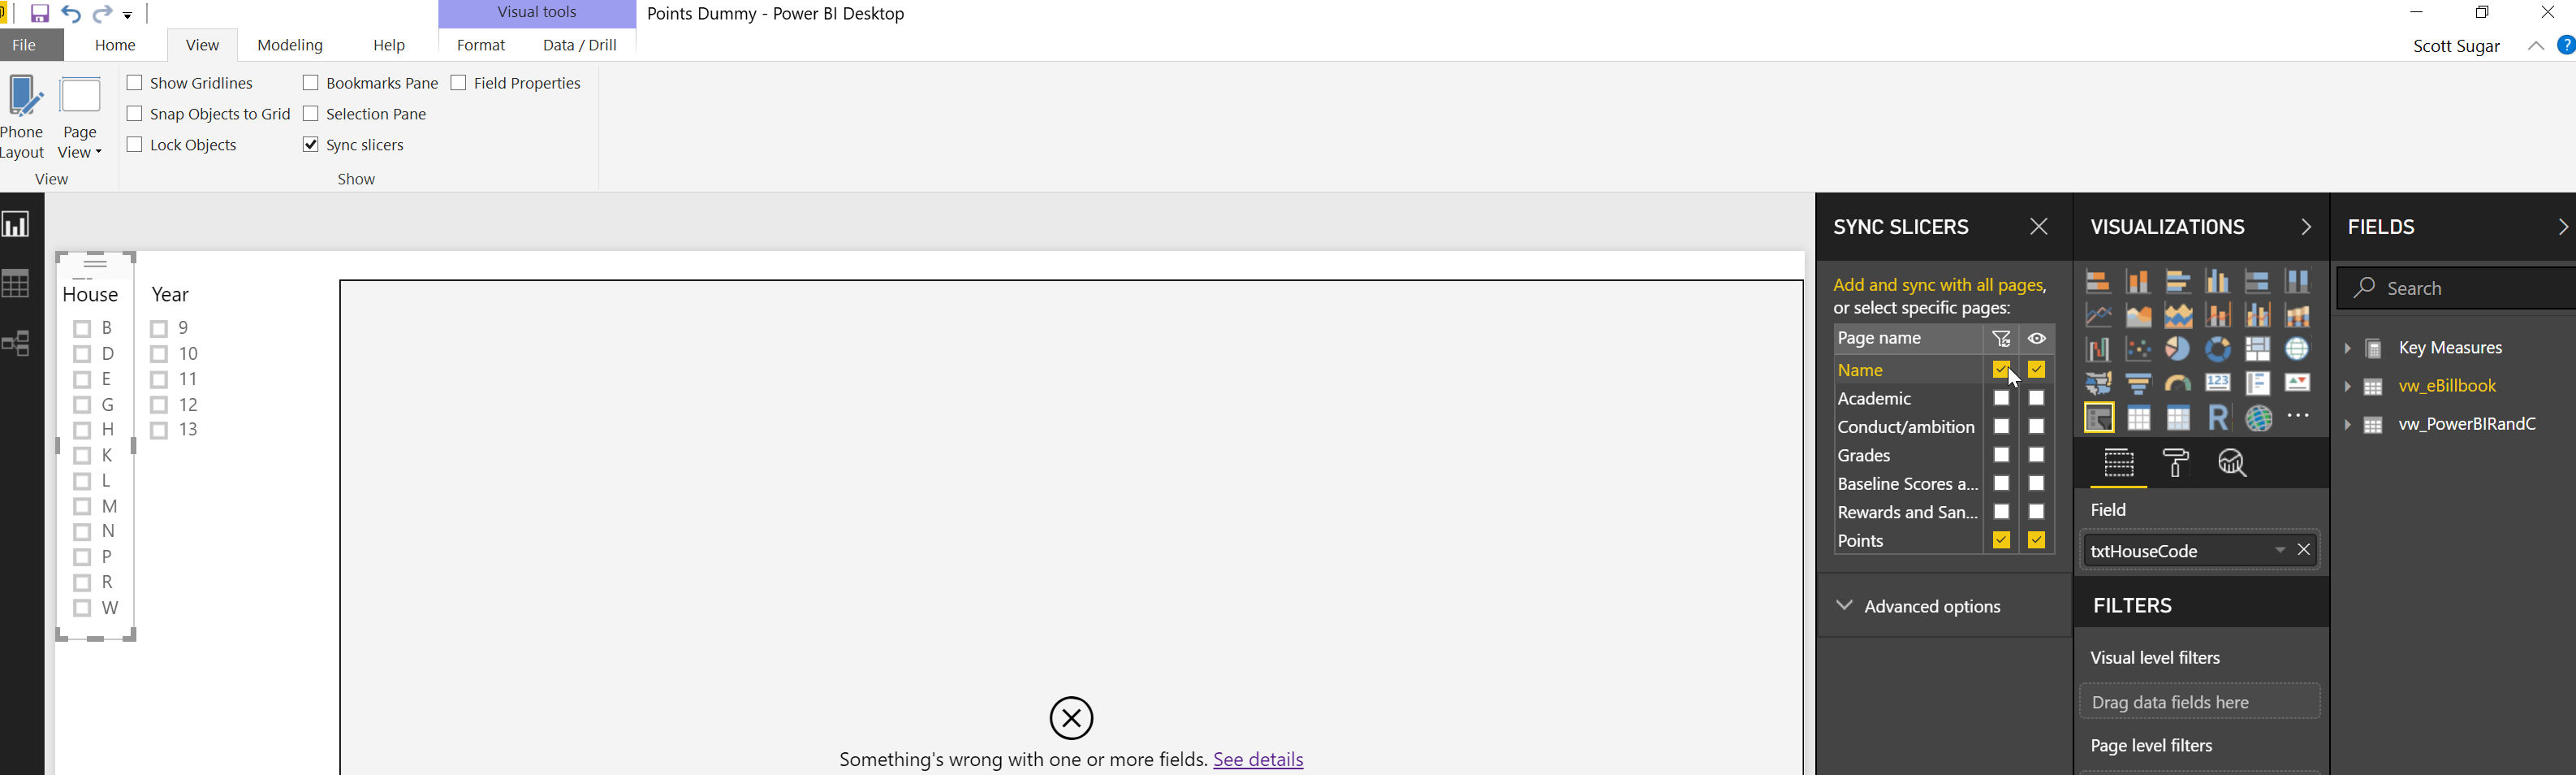 Visual tools
Points Dummy - Power BI Desktop
File Home View Modeling Help Format Data / Drill
Scott Sugar
?
Show Gridlines
Snap Objects to Grid
Lock Objects
Bookmarks Pane
Selection Pane
Sync slicers
Field Properties
Phone Layout
Page View
View
Show
House
B
D
E
G
H
K
L
M
N
P
R
W
Year
9
10
11
12
13
Something's wrong with one or more fields. See details
SYNC SLICERS
Add and sync with all pages,
or select specific pages:
Page name
Name
Academic
Conduct/ambition
Grades
Baseline Scores a...
Rewards and San...
Points
Advanced options
VISUALIZATIONS
123
R
...
Field
txtHouseCode
FILTERS
Visual level filters
Drag data fields here
Page level filters
FIELDS
Search
Key Measures
vw_eBillbook
vw_PowerBIRandC